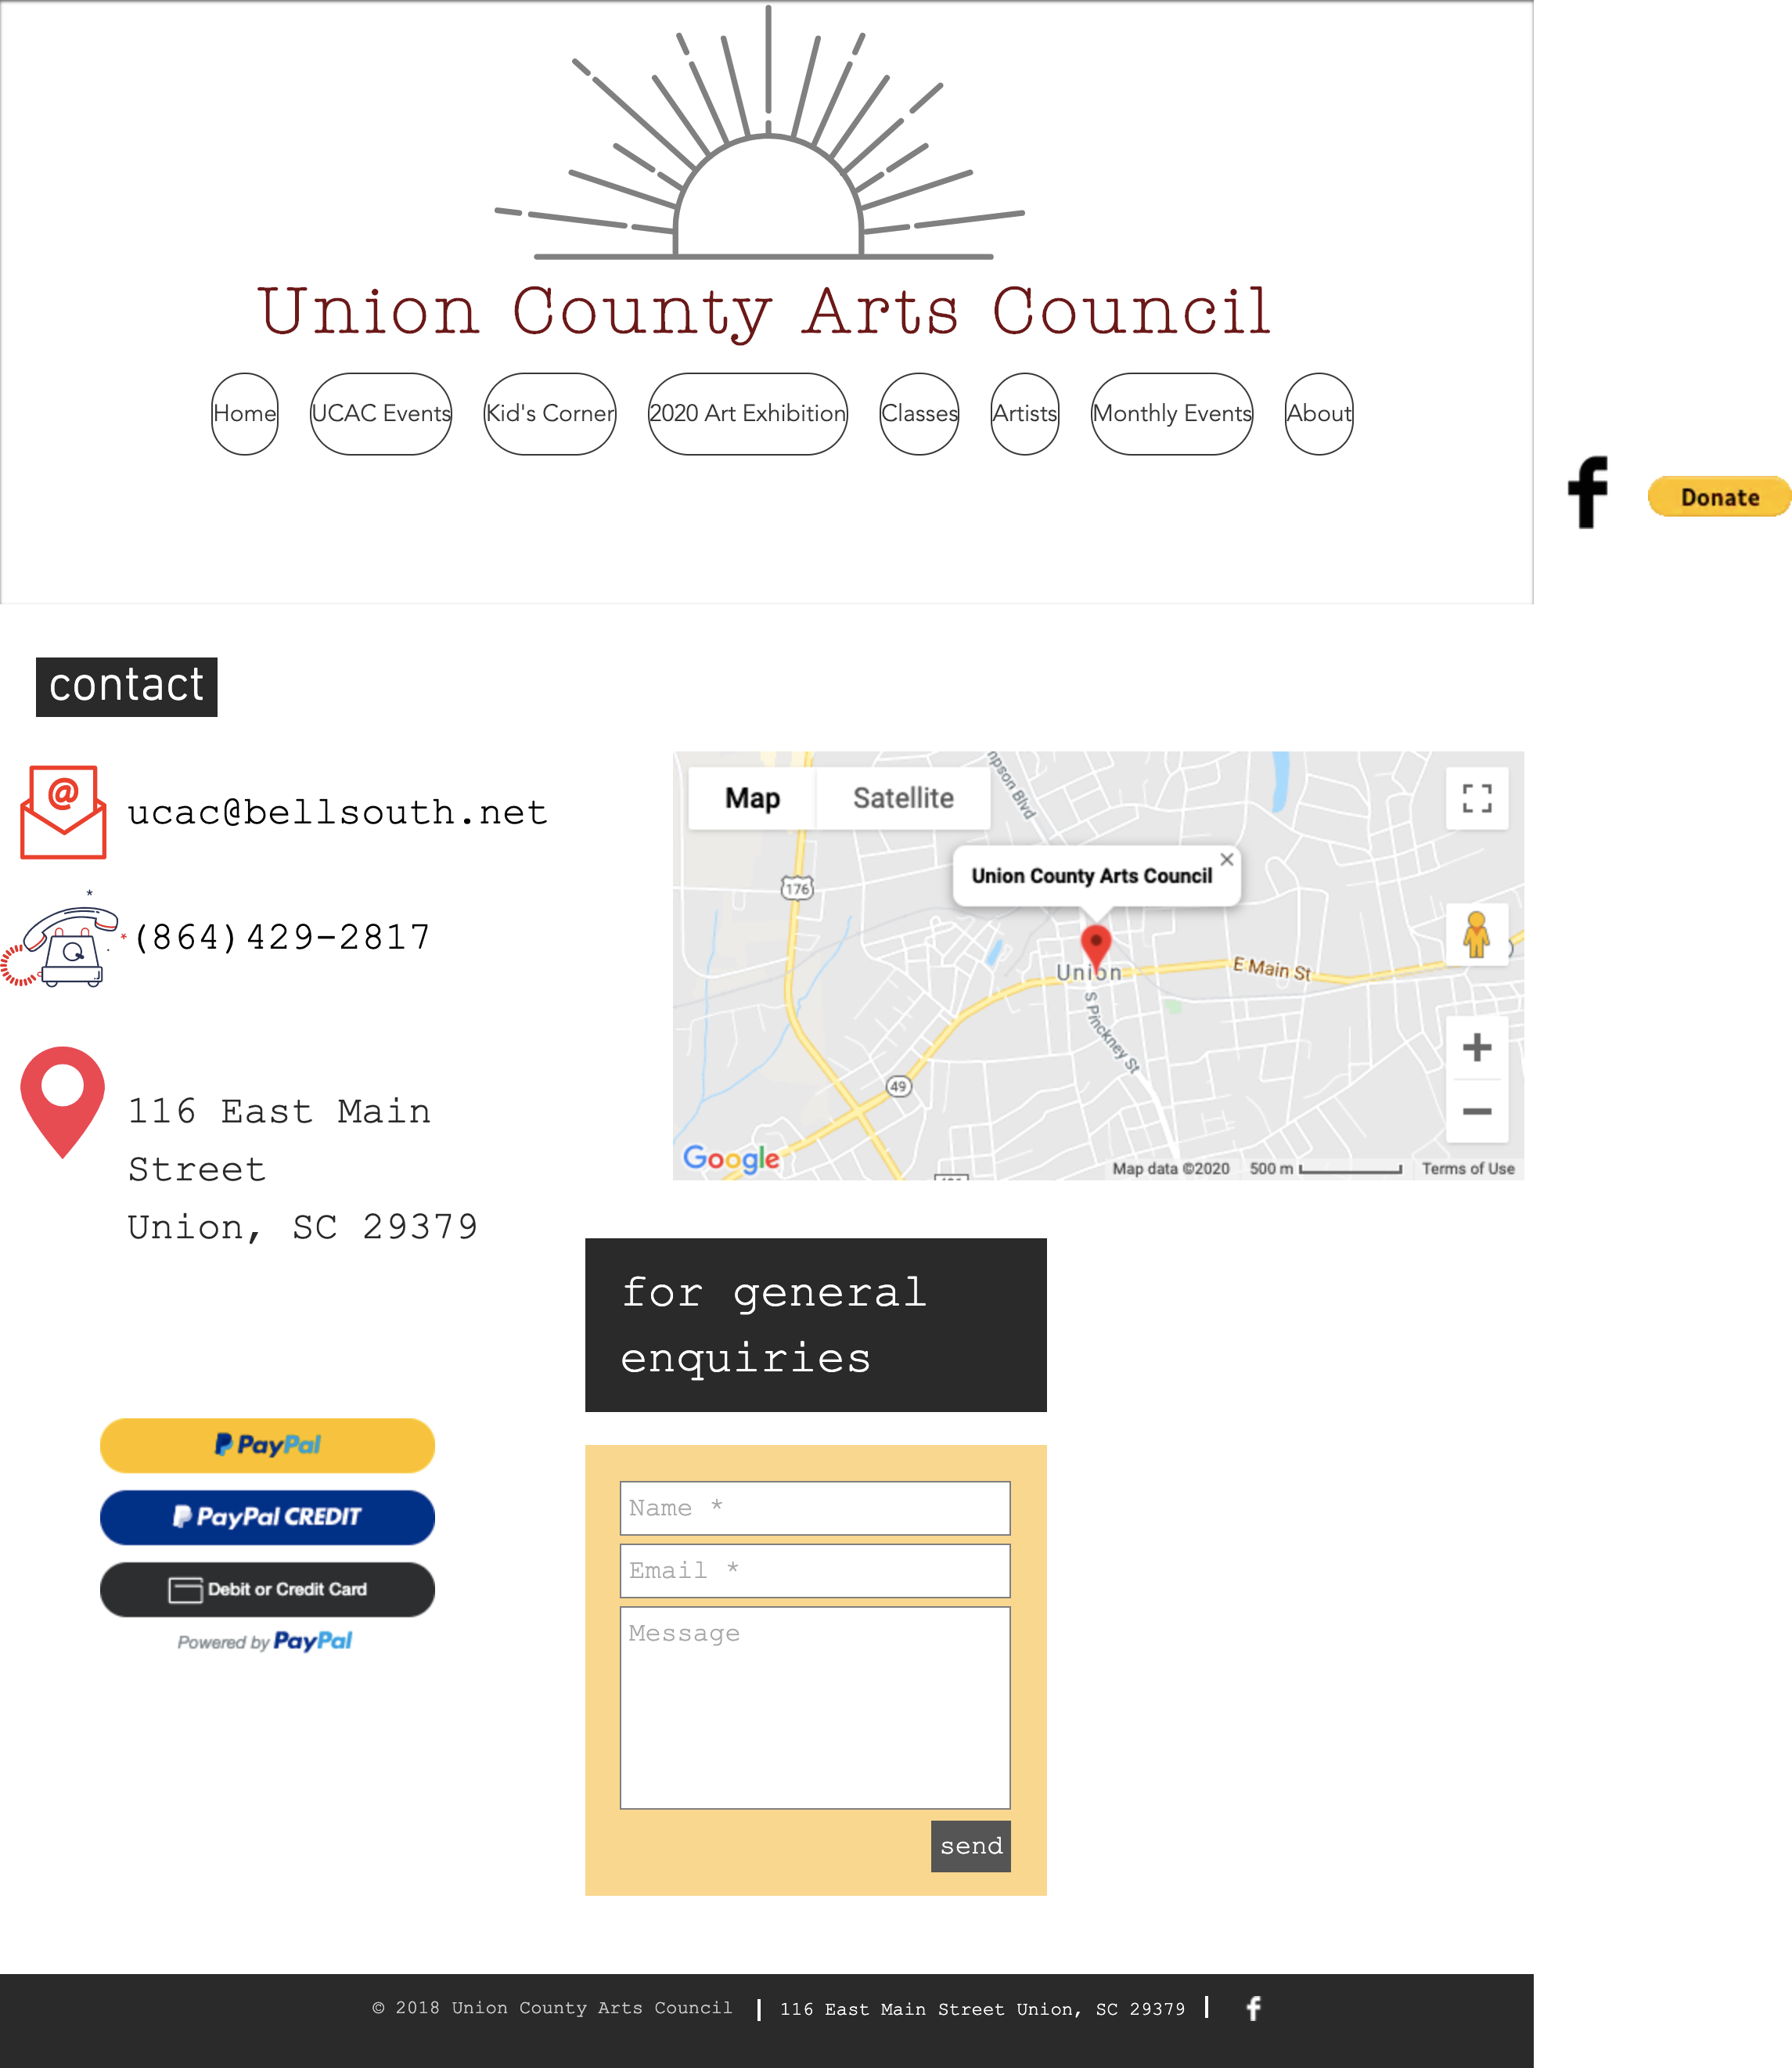 Union County Arts Council
Home UCAC Events Kid's Corner 2020 Art Exhibition Classes Artists Monthly Events About
f Donate
contact
@
ucac@bellsouth.net
(864)429-2817
116 East Main
Street
Union, SC 29379
Map Satellite
mpson Blvd
176
Union County Arts Council
Union
E Main St
S Pinckney St
49
Google
Map data ©2020 500 m Terms of Use
for general
enquiries
PayPal
PayPal CREDIT
Debit or Credit Card
Powered by PayPal
Name *
Email *
Message
send
© 2018 Union County Arts Council | 116 East Main Street Union, SC 29379 | f